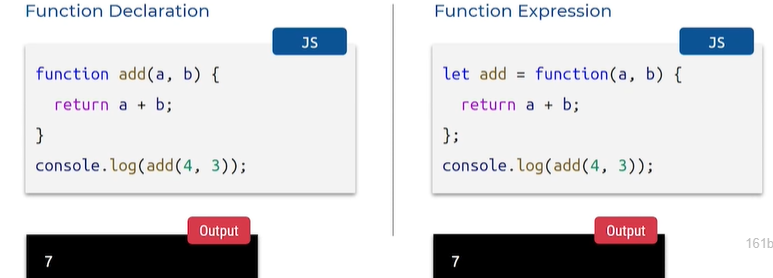 Function Declaration
JS
function add(a, b) {
  return a + b;
}
console.log(add(4, 3));
Output
7
Function Expression
JS
let add = function(a, b) {
  return a + b;
};
console.log(add(4, 3));
Output
7
161b